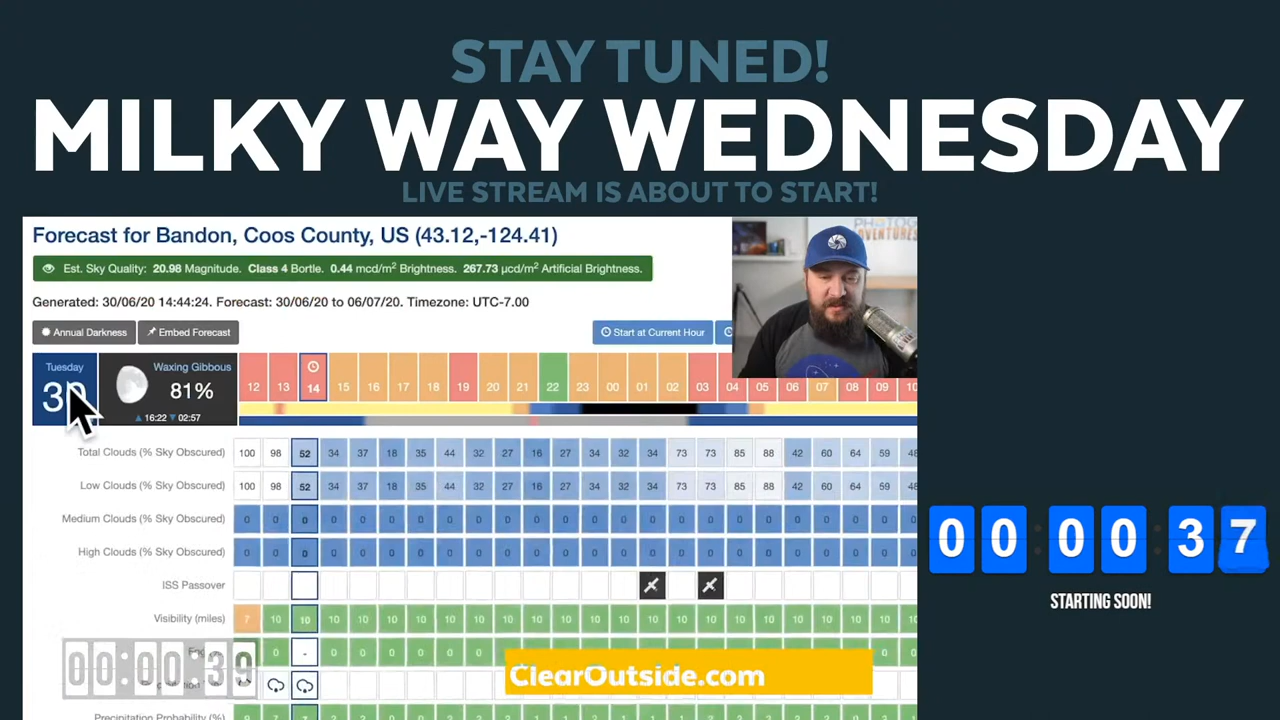 STAY TUNED!
MILKY WAY WEDNESDAY
LIVE STREAM IS ABOUT TO START!
Forecast for Bandon, Coos County, US (43.12,-124.41)
Est. Sky Quality: 20.98 Magnitude. Class 4 Bortle. 0.44 mcd/m² Brightness. 267.73 μcd/m² Artificial Brightness.
Generated: 30/06/20 14:44:24. Forecast: 30/06/20 to 06/07/20. Timezone: UTC-7.00
Annual Darkness Embed Forecast Start at Current Hour
Tuesday
Waxing Gibbous
81%
16:22 02:57
12 13 14 15 16 17 18 19 20 21 22 23 00 01 02 03 04 05 06 07 08 09 10
Total Clouds (% Sky Obscured) 100 98 52 34 37 18 35 44 32 27 16 27 34 32 34 73 73 85 88 42 60 64 59 48
Low Clouds (% Sky Obscured) 100 98 52 34 37 18 35 44 32 27 16 27 34 32 34 73 73 85 88 42 60 64 59 48
Medium Clouds (% Sky Obscured) 0 0 0 0 0 0 0 0 0 0 0 0 0 0 0 0 0 0 0 0 0 0 0 0
High Clouds (% Sky Obscured) 0 0 0 0 0 0 0 0 0 0 0 0 0 0 0 0 0 0 0 0 0 0 0 0
ISS Passover
Visibility (miles) 7 10 10 10 10 10 10 10 10 10 10 10 10 10 10 10 10 10 10 10 10 10 10
00:00:39
ClearOutside.com
Precipitation Probability (%)
00:00:37
STARTING SOON!